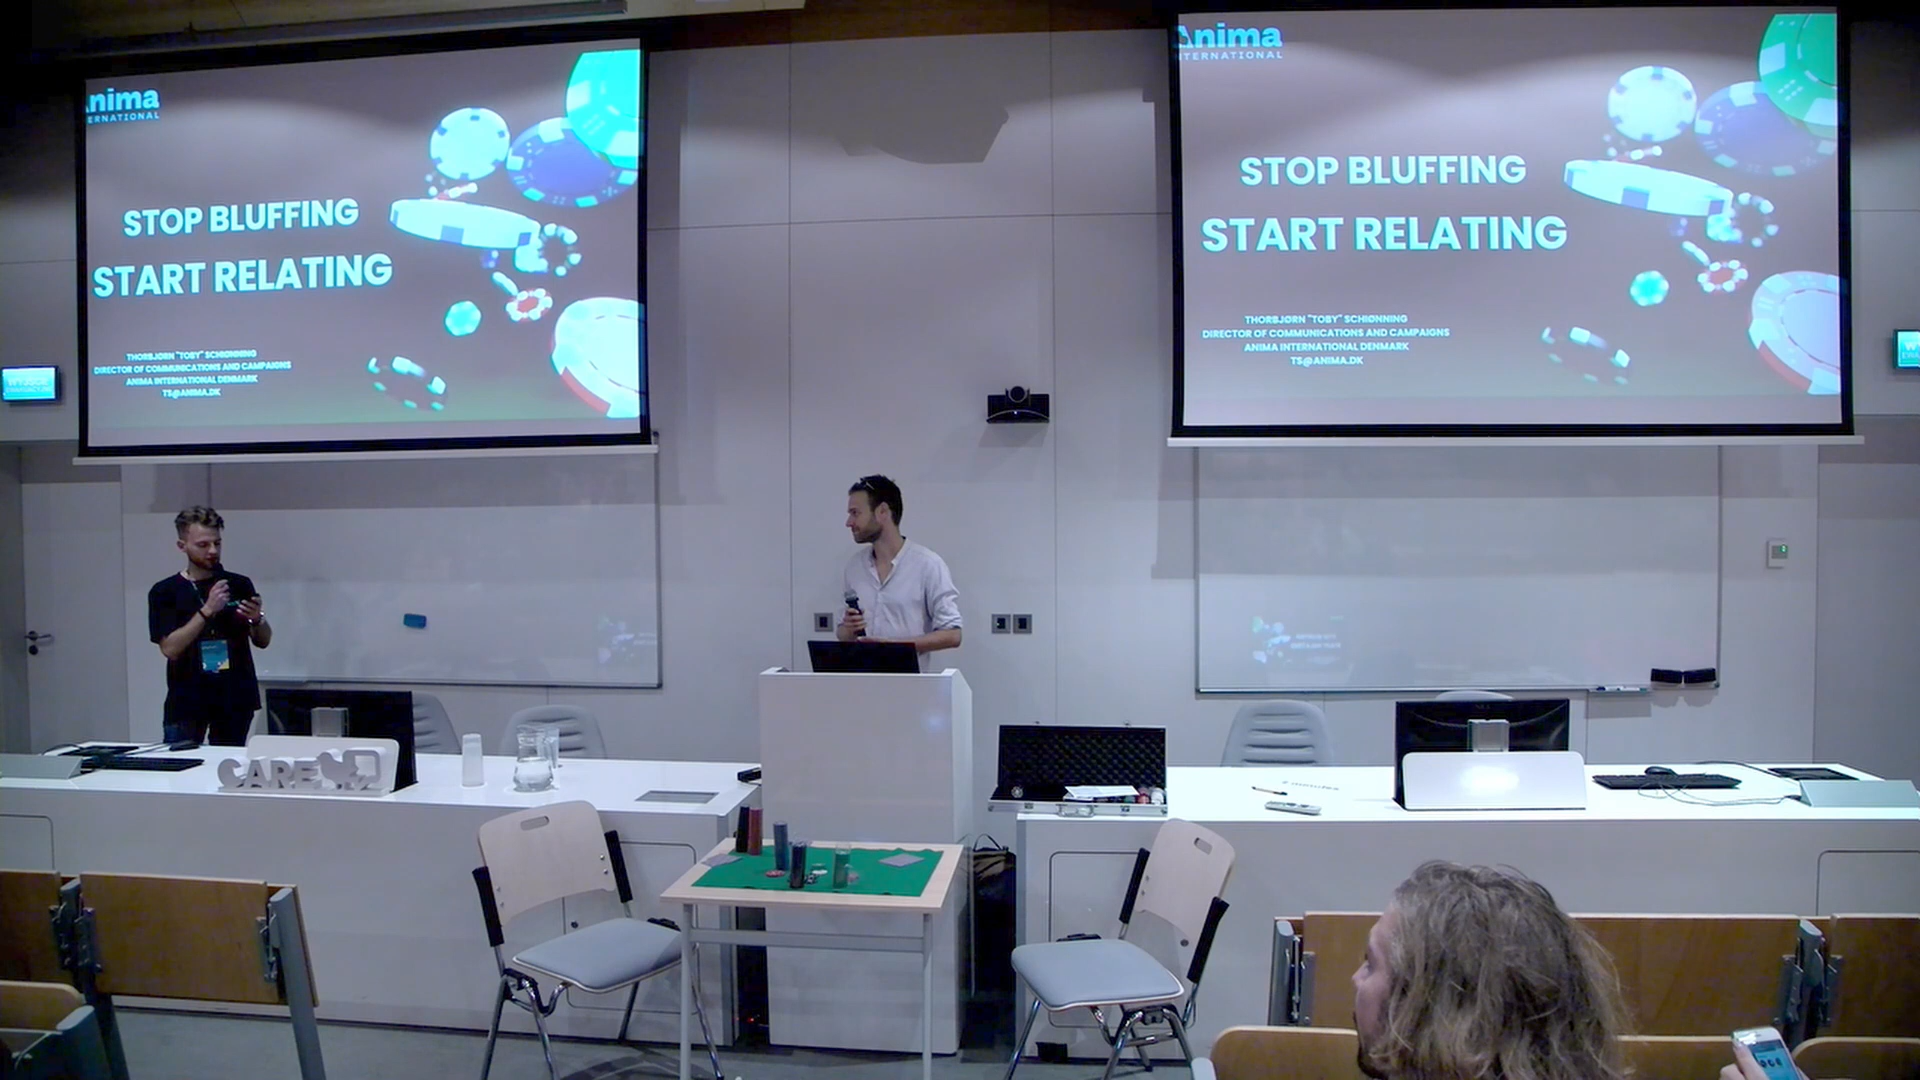 Anima
INTERNATIONAL
STOP BLUFFING
START RELATING
THORBJØRN "TOBY" SCHIØNNING
DIRECTOR OF COMMUNICATIONS AND CAMPAIGNS
ANIMA INTERNATIONAL DENMARK
TS@ANIMA.DK
Anima
INTERNATIONAL
STOP BLUFFING
START RELATING
THORBJØRN "TOBY" SCHIØNNING
DIRECTOR OF COMMUNICATIONS AND CAMPAIGNS
ANIMA INTERNATIONAL DENMARK
TS@ANIMA.DK
CARE